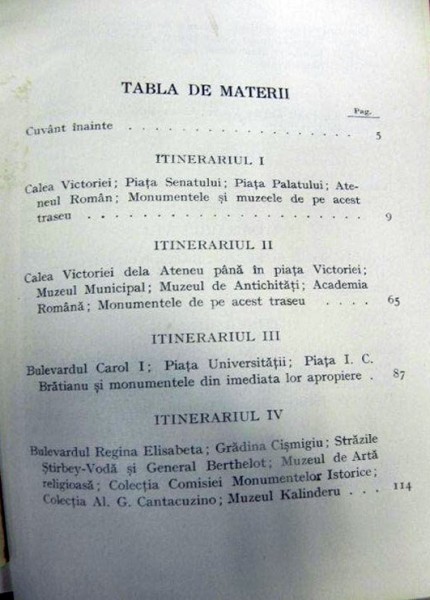 TABLA DE MATERII
Pag.
Cuvânt înainte . . . . . . . . . . . . . . . . . . 5
ITINERARIUL I
Calea Victoriei; Piața Senatului; Piața Palatului; Ate-
neul Român; Monumentele și muzeele de pe acest
traseu . . . . . . . . . . . . . . . . . . . 9
ITINERARIUL II
Calea Victoriei dela Ateneu până în piața Victoriei;
Muzeul Municipal; Muzeul de Antichități; Academia
Română; Monumentele de pe acest traseu . . . . 65
ITINERARIUL III
Bulevardul Carol I; Piața Universității; Piața I. C.
Brătianu și monumentele din imediata lor apropiere . 87
ITINERARIUL IV
Bulevardul Regina Elisabeta; Grădina Cișmigiu; Străzile
Știrbey-Vodă și General Berthelot; Muzeul de Artă
religioasă; Colecția Comisiei Monumentelor Istorice;
Colecția Al. G. Cantacuzino; Muzeul Kalinderu . . . 114